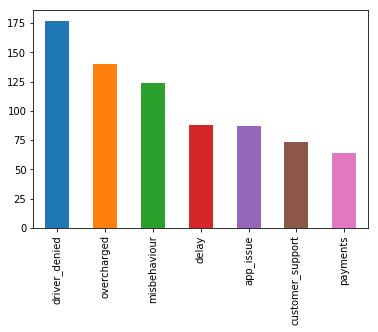 175
150
125
100
75
50
25
0
driver_denied
overcharged
misbehaviour
delay
app_issue
customer_support
payments